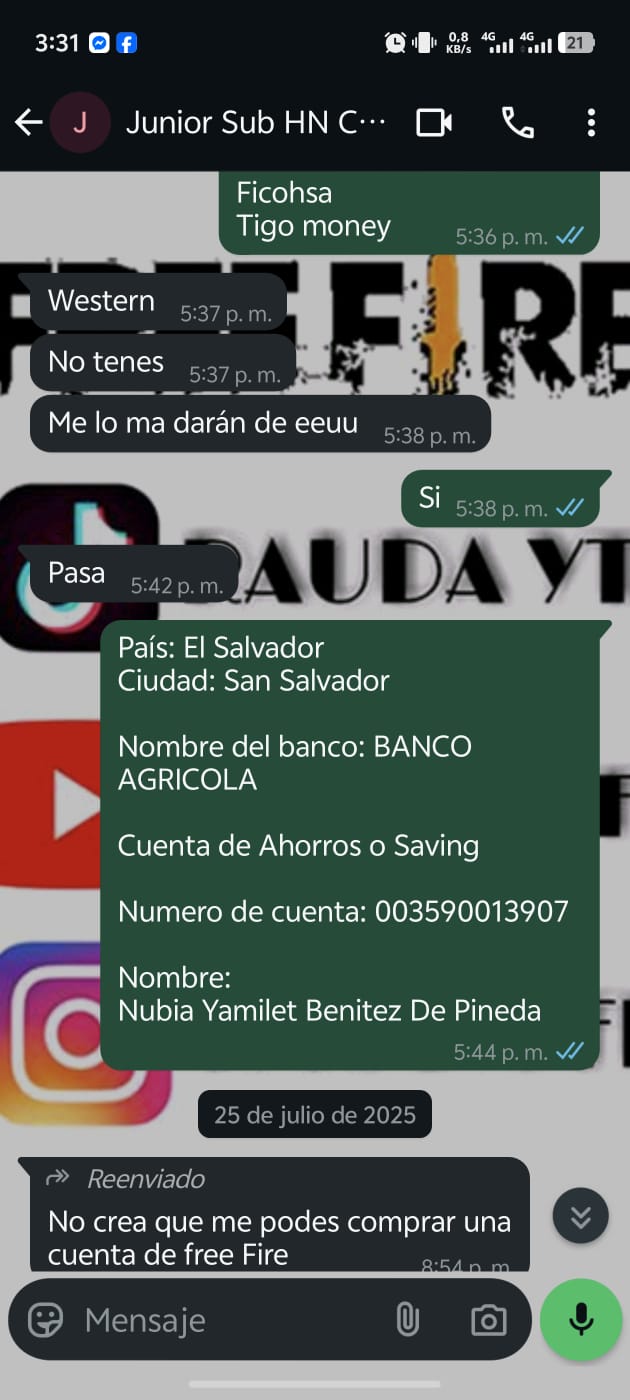 3:31
0,8
KB/s
4G
4G
21
J
Junior Sub HN C...
Ficohsa
Tigo money
5:36 p. m.
FREE FIRE
Western
5:37 p. m.
No tenes
5:37 p. m.
Me lo ma darán de eeuu
5:38 p. m.
Si
5:38 p. m.
Pasa
5:42 p. m.
RAUDA YT
País: El Salvador
Ciudad: San Salvador
Nombre del banco: BANCO
AGRICOLA
Cuenta de Ahorros o Saving
Numero de cuenta: 003590013907
Nombre:
Nubia Yamilet Benitez De Pineda
5:44 p. m.
25 de julio de 2025
Reenviado
No crea que me podes comprar una
cuenta de free Fire
8:54 p. m.
Mensaje